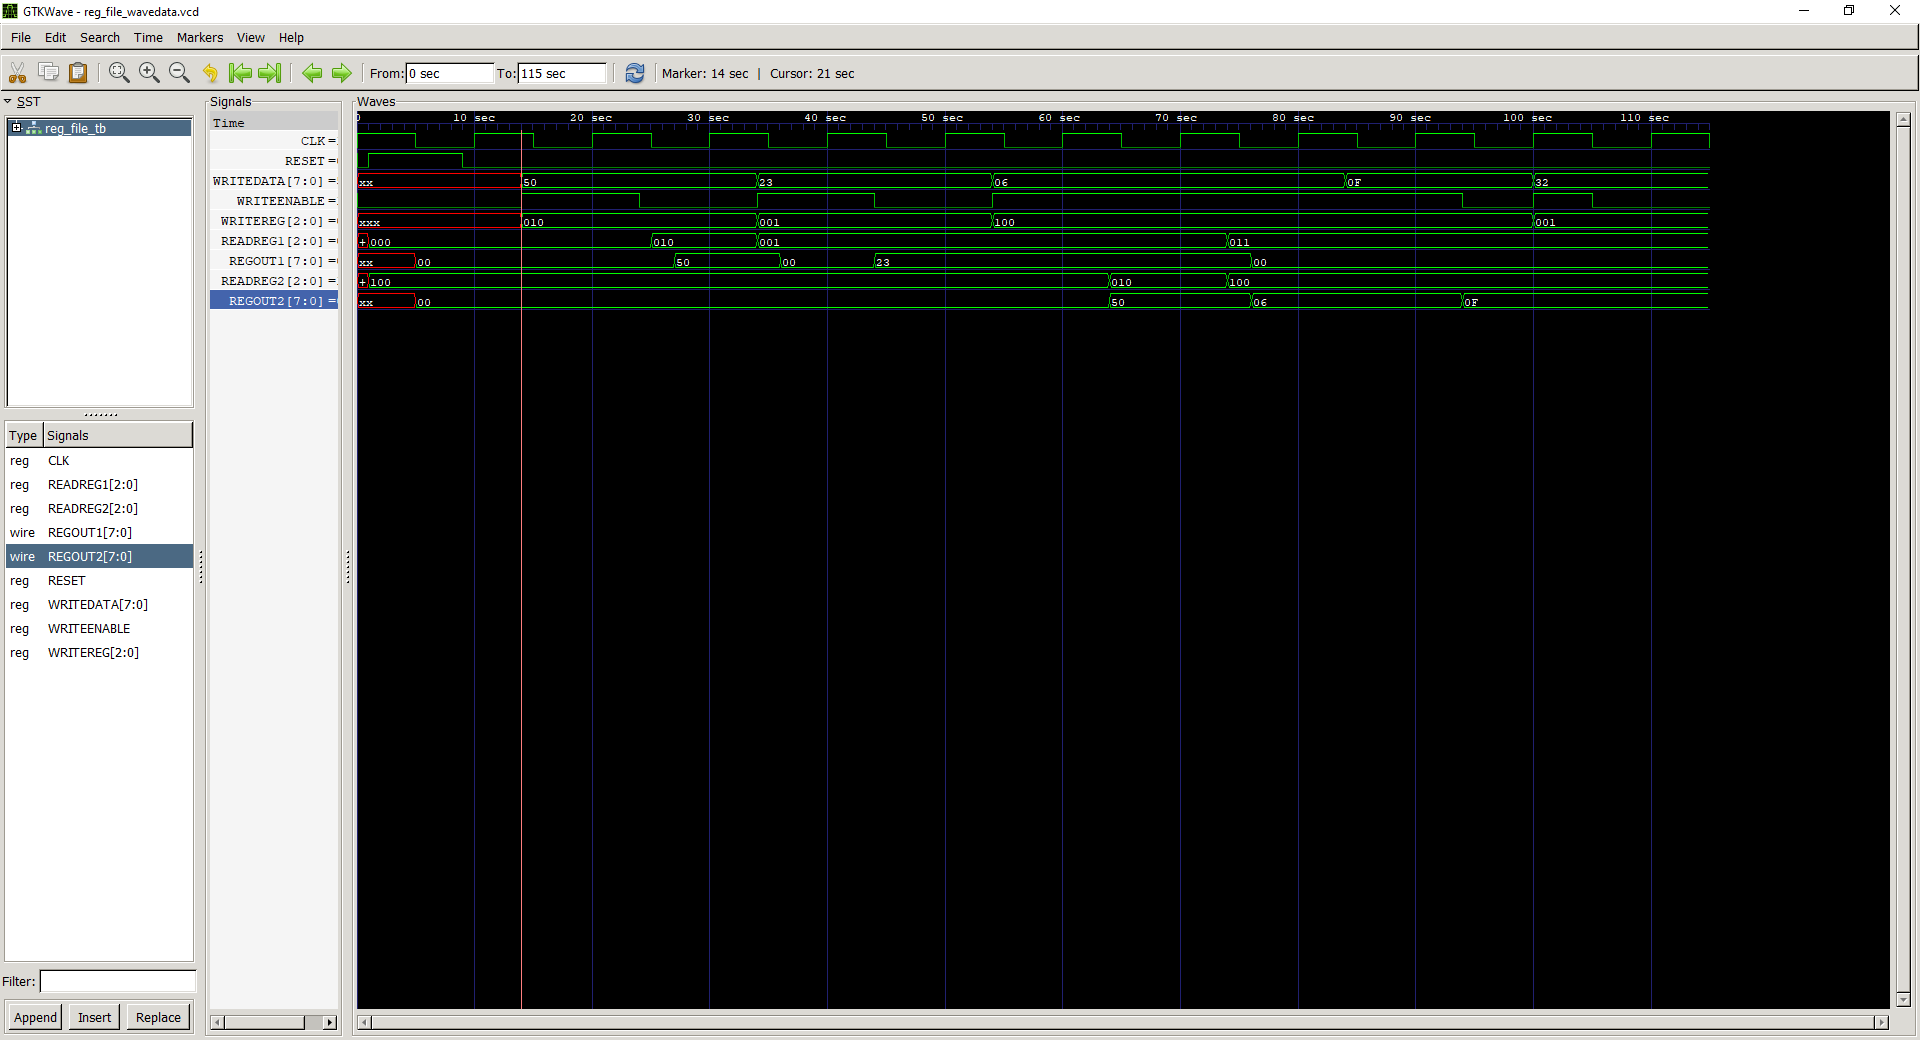 GTKWave - reg_file_wavedata.vcd
File Edit Search Time Markers View Help
From: 0 sec To: 115 sec Marker: 14 sec | Cursor: 21 sec
SST
reg_file_tb
Type Signals
reg CLK
reg READREG1[2:0]
reg READREG2[2:0]
wire REGOUT1[7:0]
wire REGOUT2[7:0]
reg RESET
reg WRITEDATA[7:0]
reg WRITEENABLE
reg WRITEREG[2:0]
Filter:
Append Insert Replace
Signals
Time
CLK =
RESET =
WRITEDATA[7:0] =
WRITEENABLE =
WRITEREG[2:0] =
READREG1[2:0] =
REGOUT1[7:0] =
READREG2[2:0] =
REGOUT2[7:0] =
Waves
0 10 sec 20 sec 30 sec 40 sec 50 sec 60 sec 70 sec 80 sec 90 sec 100 sec 110 sec
xx 50 23 06 0F 32
xxx 010 001 100 001
+ 000 010 001 011
xx 00 50 00 23 00
+ 100 010 100
xx 00 50 06 0F